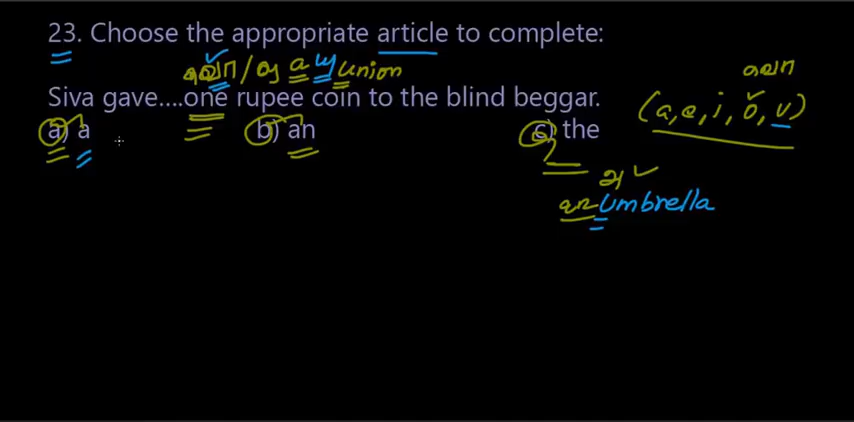 23. Choose the appropriate article to complete:
a union
Siva gave....one rupee coin to the blind beggar.
(a, e, i, o, u)
a) a b) an c) the
an umbrella